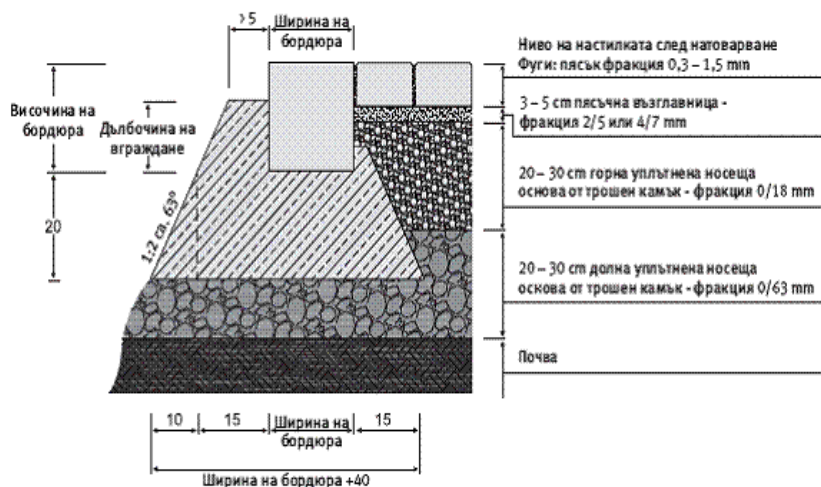 >5
Ширина на
бордюра
Височина на
бордюра
Дълбочина на
вграждане
20
1:2 са. 63°
Ниво на настилката след натоварване
Фуги: пясък фракция 0,3 – 1,5 mm
3 – 5 cm пясъчна възглавница -
фракция 2/5 или 4/7 mm
20 – 30 cm горна уплътнена носеща
основа от трошен камък - фракция 0/18 mm
20 – 30 cm долна уплътнена носеща
основа от трошен камък - фракция 0/63 mm
Почва
10
15
Ширина на
бордюра
15
Ширина на бордюра +40